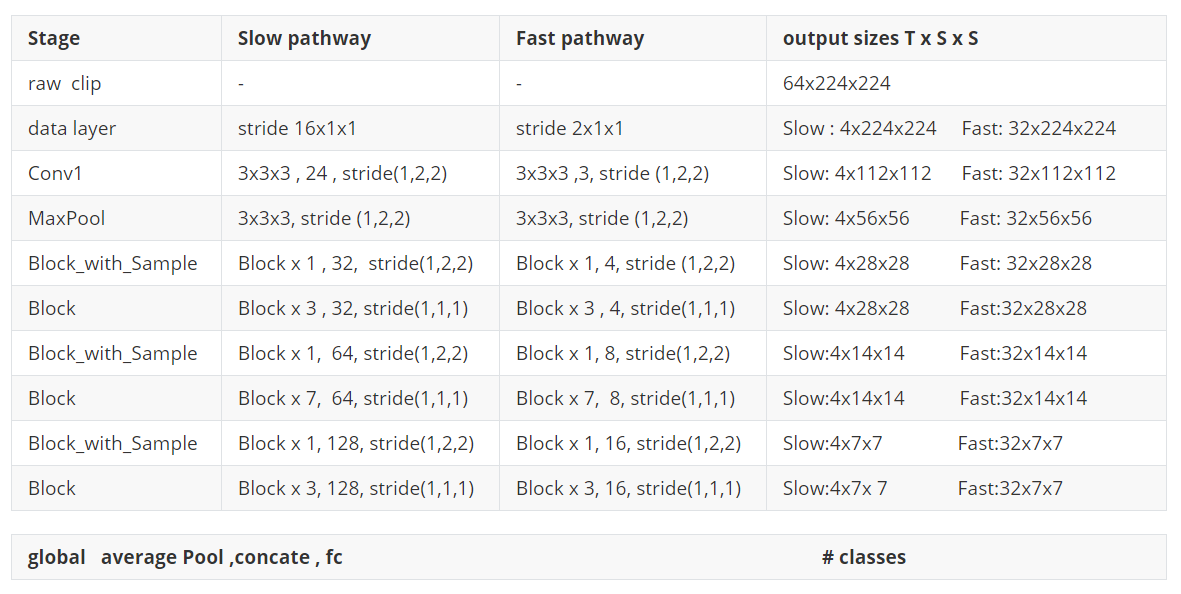 Stage Slow pathway Fast pathway output sizes T x S x S
raw clip - - 64x224x224
data layer stride 16x1x1 stride 2x1x1 Slow : 4x224x224 Fast: 32x224x224
Conv1 3x3x3 , 24 , stride(1,2,2) 3x3x3 ,3, stride (1,2,2) Slow: 4x112x112 Fast: 32x112x112
MaxPool 3x3x3, stride (1,2,2) 3x3x3, stride (1,2,2) Slow: 4x56x56 Fast: 32x56x56
Block_with_Sample Block x 1 , 32, stride(1,2,2) Block x 1, 4, stride (1,2,2) Slow: 4x28x28 Fast: 32x28x28
Block Block x 3 , 32, stride(1,1,1) Block x 3 , 4, stride(1,1,1) Slow: 4x28x28 Fast:32x28x28
Block_with_Sample Block x 1, 64, stride(1,2,2) Block x 1, 8, stride(1,2,2) Slow:4x14x14 Fast:32x14x14
Block Block x 7, 64, stride(1,1,1) Block x 7, 8, stride(1,1,1) Slow:4x14x14 Fast:32x14x14
Block_with_Sample Block x 1, 128, stride(1,2,2) Block x 1, 16, stride(1,2,2) Slow:4x7x7 Fast:32x7x7
Block Block x 3, 128, stride(1,1,1) Block x 3, 16, stride(1,1,1) Slow:4x7x 7 Fast:32x7x7
global average Pool ,concate , fc # classes